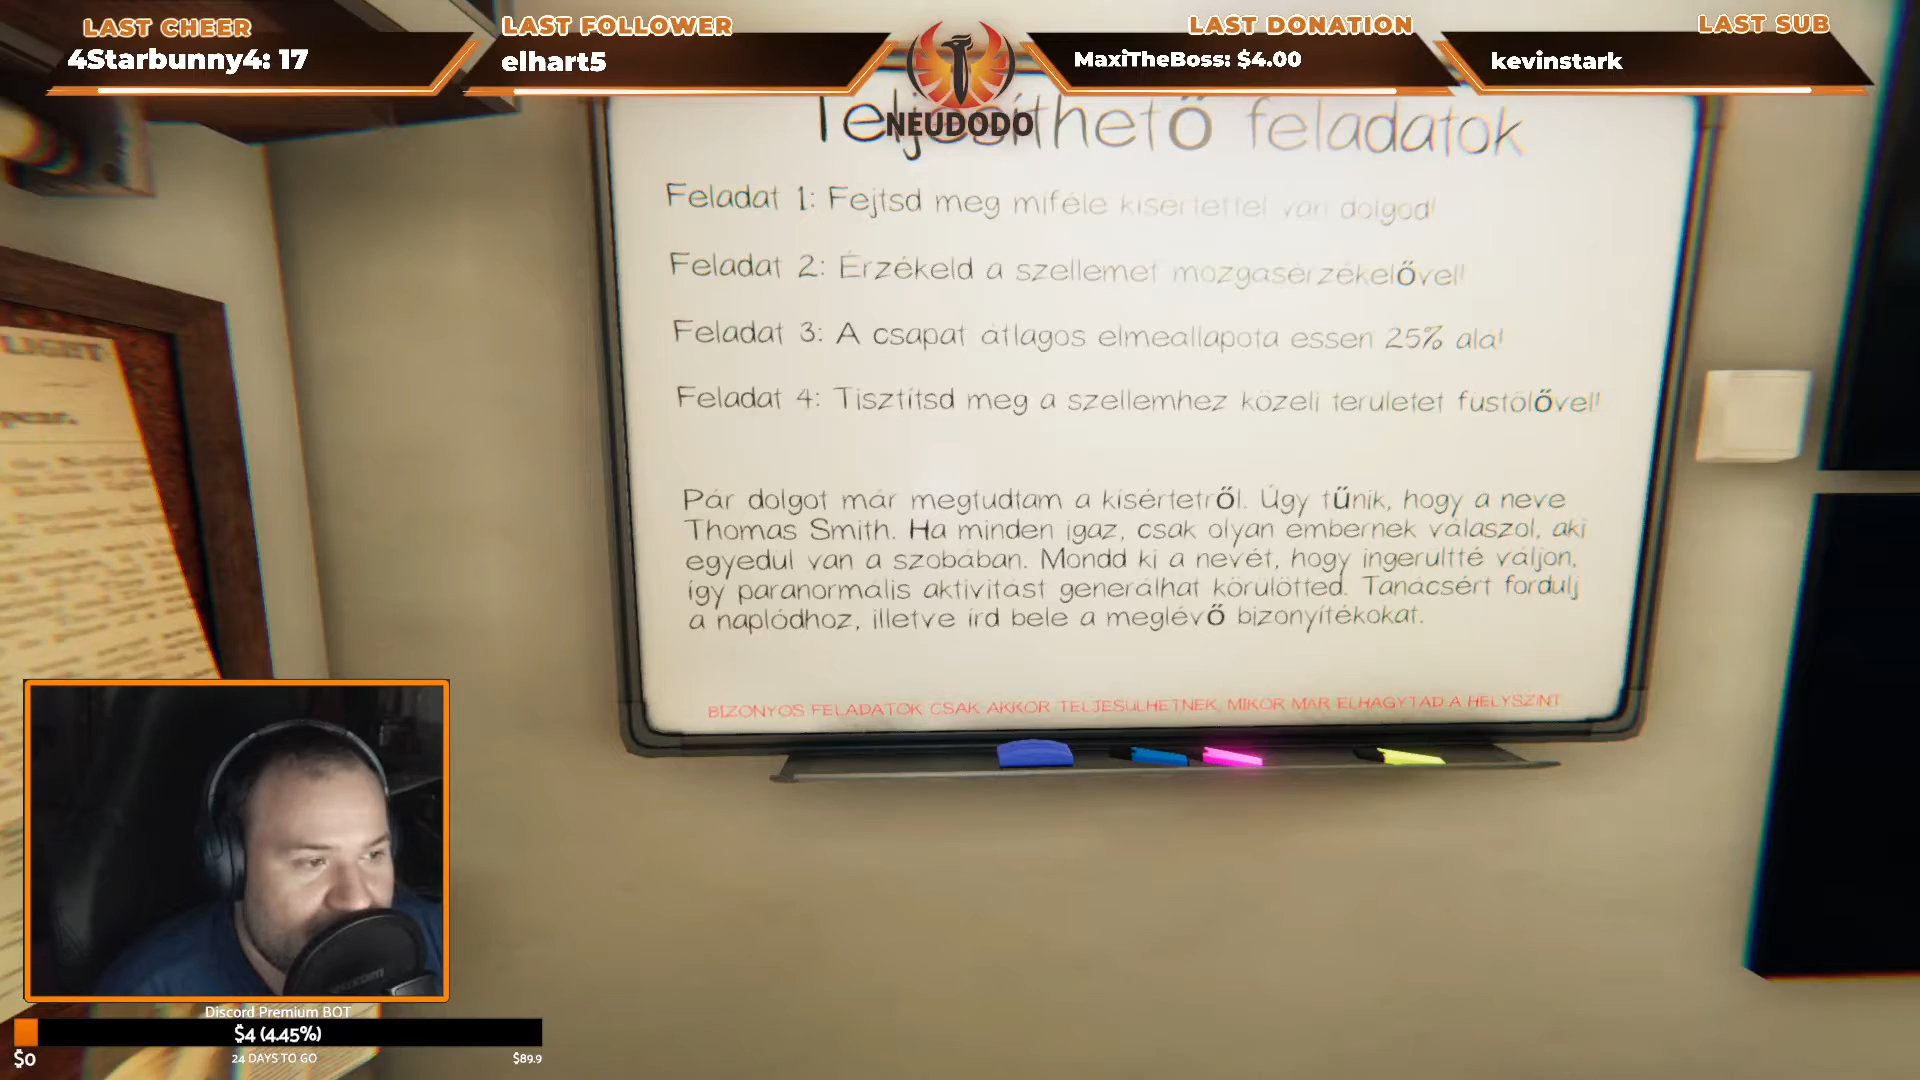 LAST CHEER
4Starbunny4: 17
LAST FOLLOWER
elhart5
NEUDODO
LAST DONATION
MaxiTheBoss: $4.00
LAST SUB
kevinstark
feladatok
Feladat 1: Fejtsd meg miféle kisértettel van dolgod!
Feladat 2: Érzékeld a szellemet mozgásérzékelővel!
Feladat 3: A csapat átlagos elmeállapota essen 25% alá!
Feladat 4: Tisztítsd meg a szellemhez közeli területet füstölővel!
Pár dolgot már megtudtam a kísértetről. Úgy tűnik, hogy a neve
Thomas Smith. Ha minden igaz, csak olyan embernek válaszol, aki
egyedül van a szobában. Mondd ki a nevét, hogy ingerültté váljon,
így paranormális aktivitást generálhat körülötted. Tanácsért fordulj
a naplódhoz, illetve írd bele a meglévő bizonyítékokat.
BIZONYOS FELADATOK CSAK AKKOR TELJESÜLHETNEK, MIKOR MÁR ELHAGYTAD A HELYSZÍNT.
LIGHT
pear.
Discord Premium BOT
$4 (4.45%)
$0
24 DAYS TO GO
$89.9